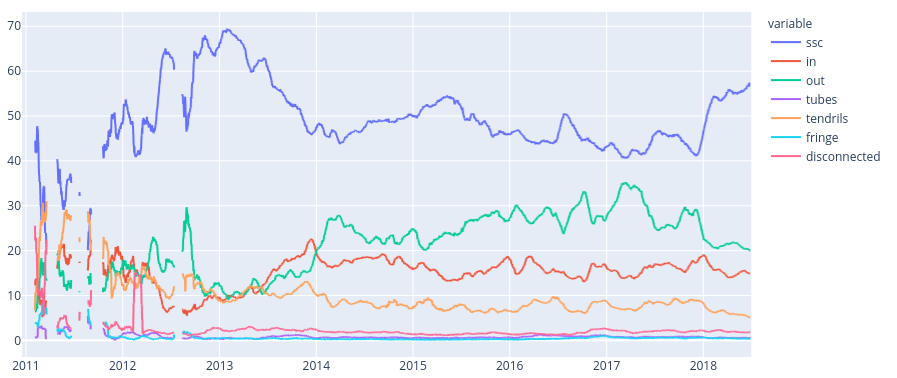 variable
ssc
in
out
tubes
tendrils
fringe
disconnected
70
60
50
40
30
20
10
0
2011 2012 2013 2014 2015 2016 2017 2018